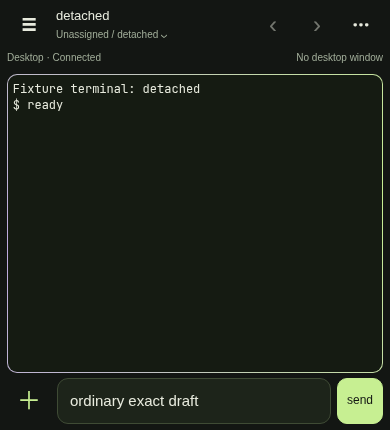 detached
Unassigned / detached
Desktop · Connected
No desktop window
Fixture terminal: detached
$ ready
ordinary exact draft
send